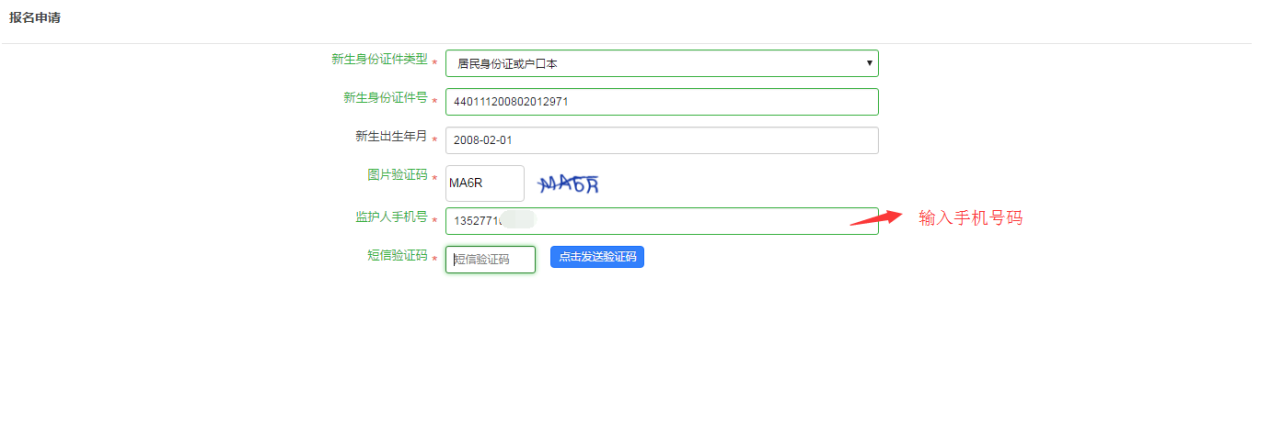 报名申请
新生身份证件类型 * 居民身份证或户口本
新生身份证件号 * 440111200802012971
新生出生年月 * 2008-02-01
图片验证码 * MA6R MA6R
监护人手机号 * 1352771
输入手机号码
短信验证码 * 短信验证码 点击发送验证码